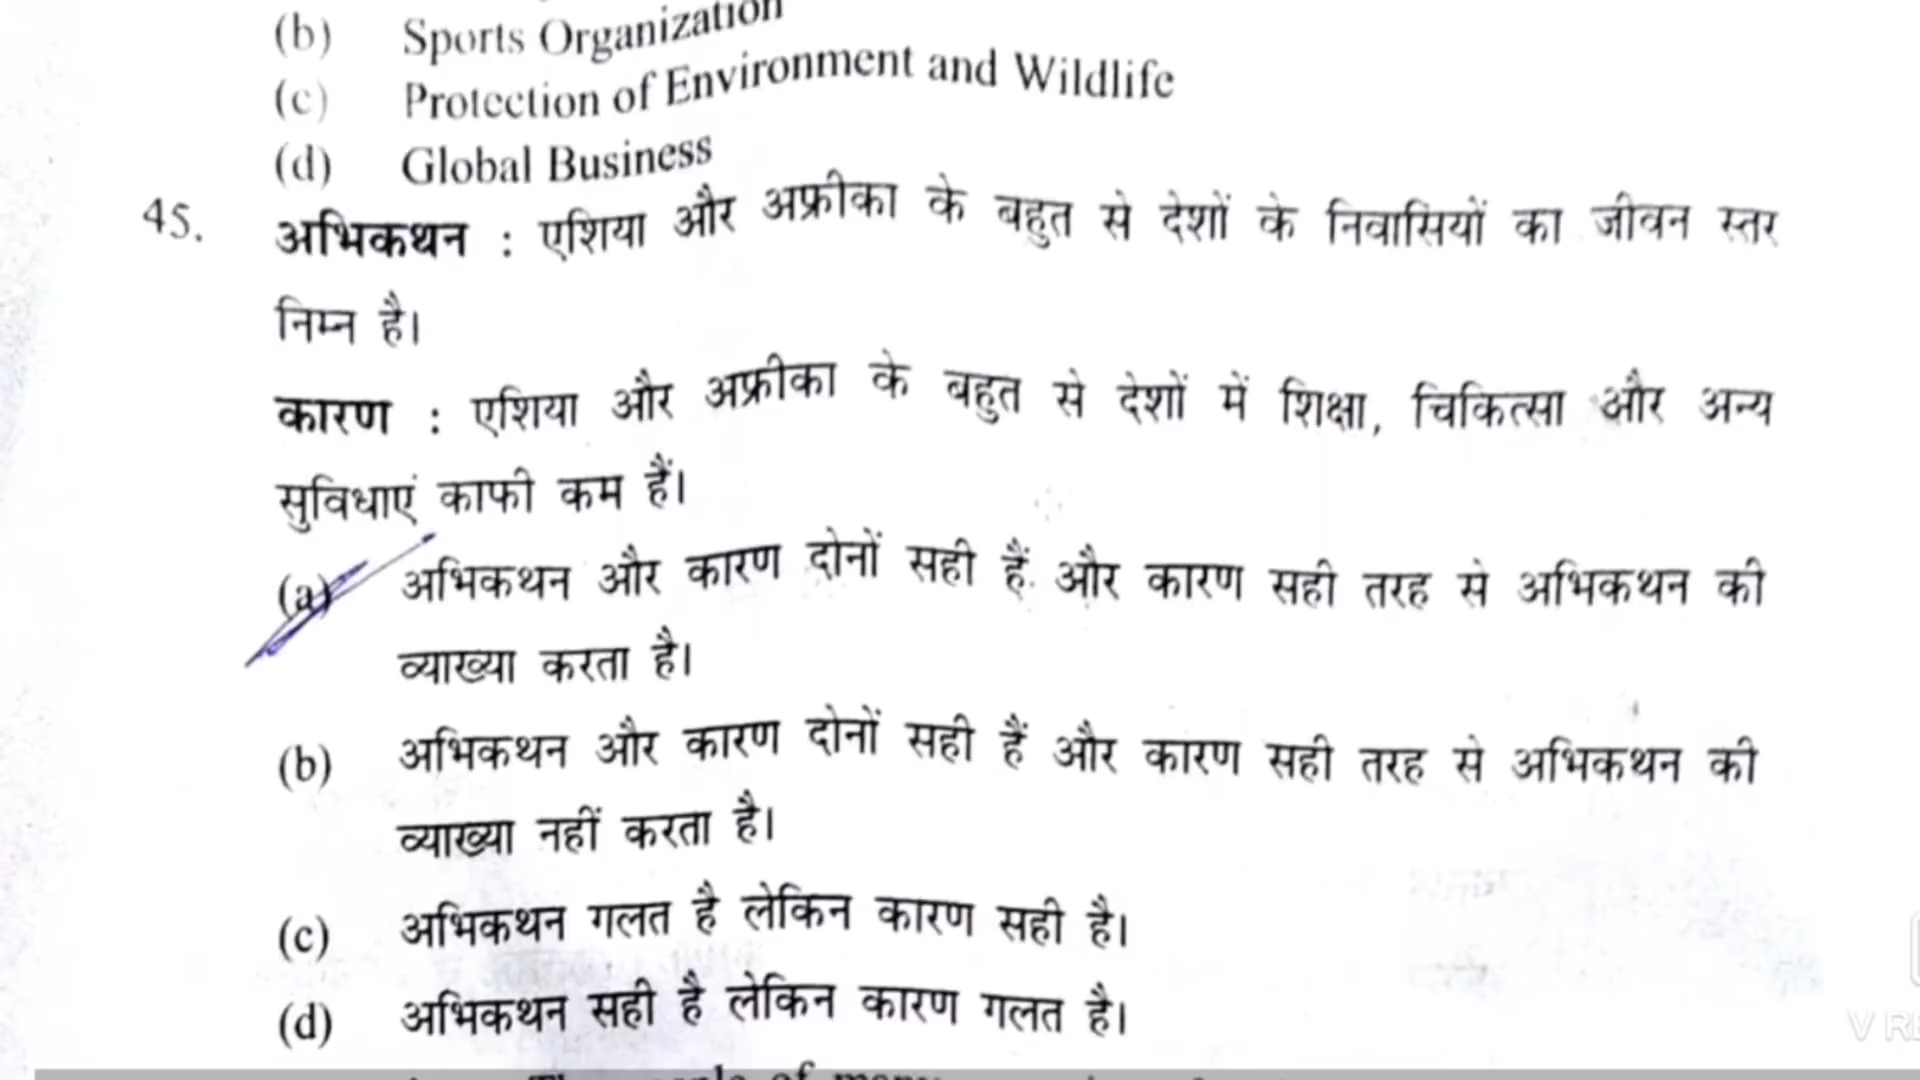 (b) Sports Organization
(c) Protection of Environment and Wildlife
(d) Global Business
45. अभिकथन : एशिया और अफ्रीका के बहुत से देशों के निवासियों का जीवन स्तर
निम्न है।
कारण : एशिया और अफ्रीका के बहुत से देशों में शिक्षा, चिकित्सा और अन्य
सुविधाएं काफी कम हैं।
(a) अभिकथन और कारण दोनों सही हैं और कारण सही तरह से अभिकथन की
व्याख्या करता है।
(b) अभिकथन और कारण दोनों सही हैं और कारण सही तरह से अभिकथन की
व्याख्या नहीं करता है।
(c) अभिकथन गलत है लेकिन कारण सही है।
(d) अभिकथन सही है लेकिन कारण गलत है।